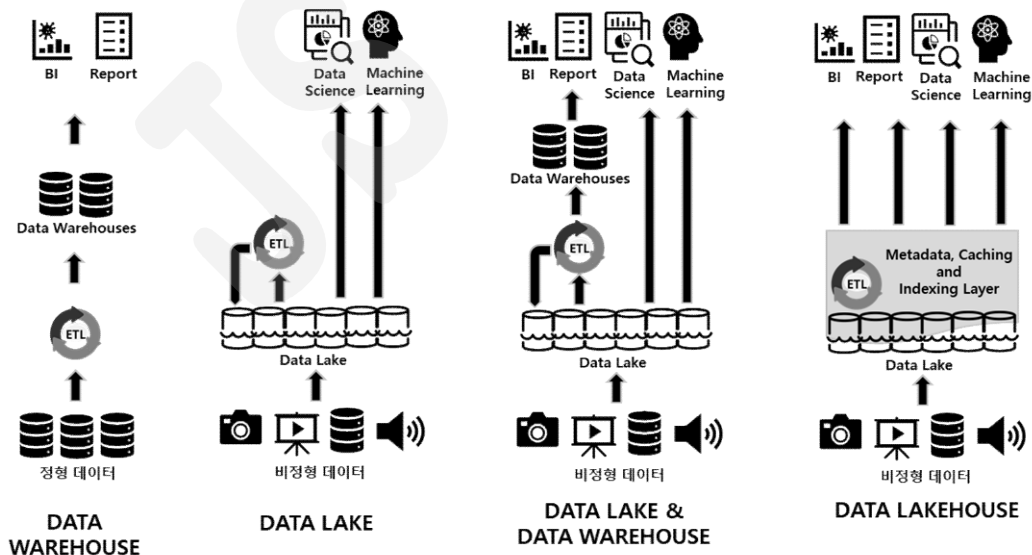 BI
Report
Data Warehouses
ETL
정형 데이터
DATA
WAREHOUSE
Data
Science
Machine
Learning
ETL
Data Lake
비정형 데이터
DATA LAKE
BI
Report
Data
Science
Machine
Learning
Data Warehouses
ETL
Data Lake
비정형 데이터
DATA LAKE &
DATA WAREHOUSE
BI
Report
Data
Science
Machine
Learning
Metadata, Caching
and
Indexing Layer
ETL
Data Lake
비정형 데이터
DATA LAKEHOUSE
JS